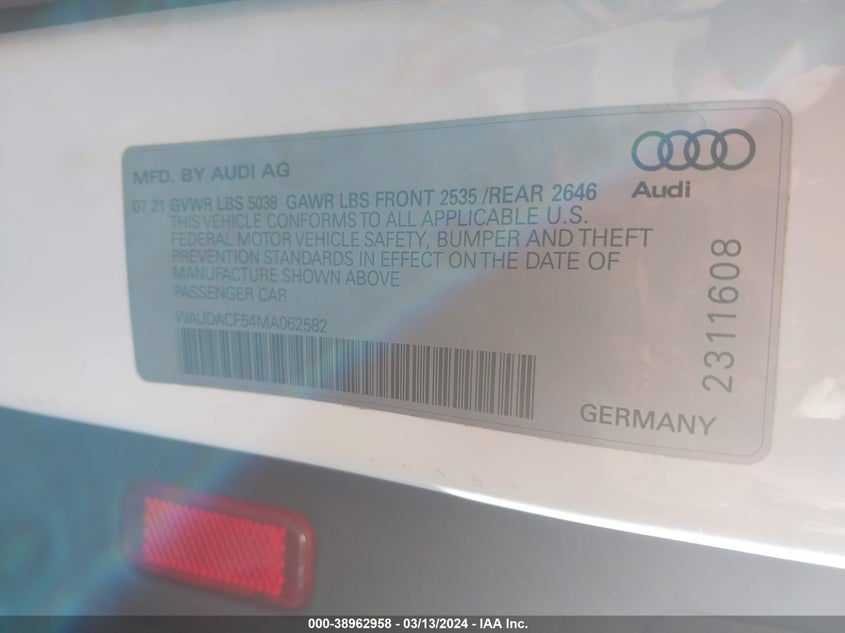 MFD. BY AUDI AG
Audi
07 21 GVWR LBS 5038 GAWR LBS FRONT 2535 /REAR 2646
THIS VEHICLE CONFORMS TO ALL APPLICABLE U.S.
FEDERAL MOTOR VEHICLE SAFETY, BUMPER AND THEFT
PREVENTION STANDARDS IN EFFECT ON THE DATE OF
MANUFACTURE SHOWN ABOVE
PASSENGER CAR
WAUDACF54MA062582
2311608
GERMANY
000-38962958 - 03/13/2024 - IAA Inc.